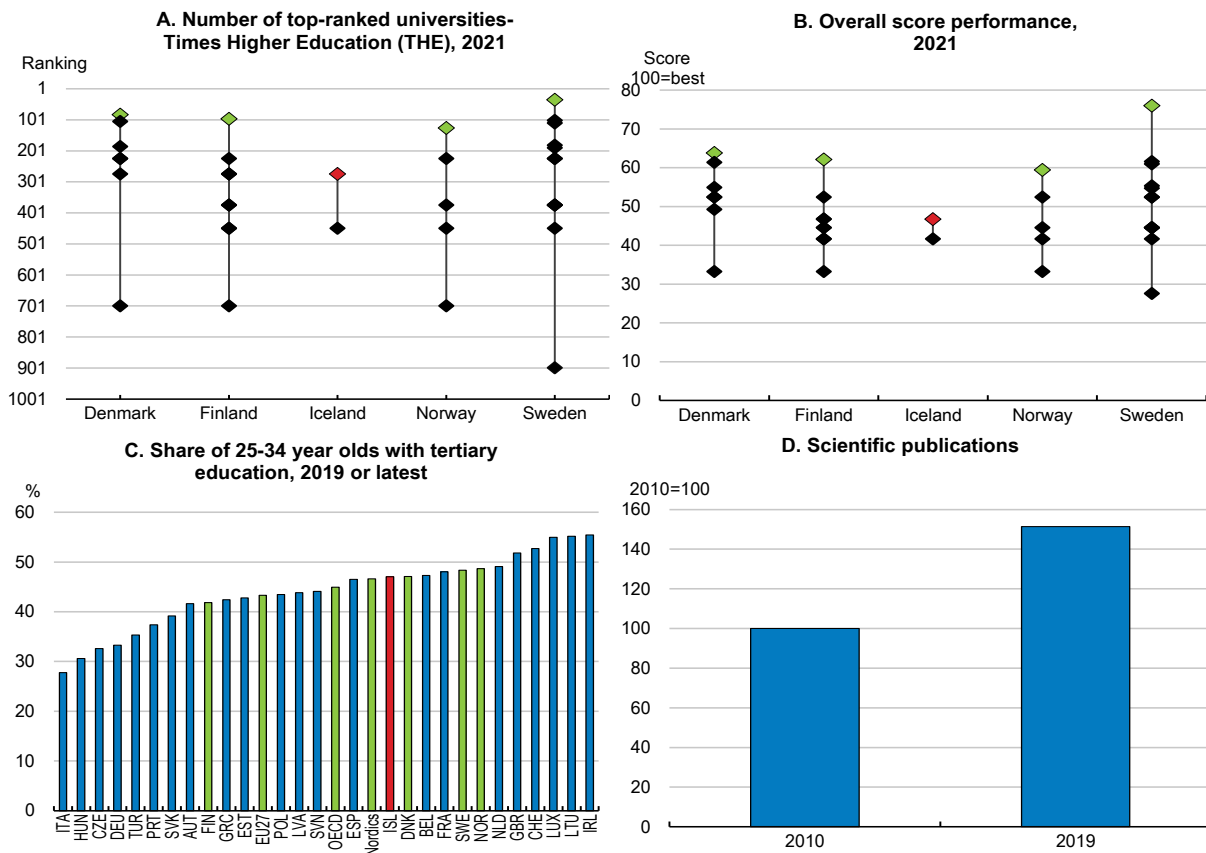 A. Number of top-ranked universities-
Times Higher Education (THE), 2021
Ranking
1
101
201
301
401
501
601
701
801
901
1001
Denmark Finland Iceland Norway Sweden
B. Overall score performance,
2021
Score
100=best
80
70
60
50
40
30
20
10
0
Denmark Finland Iceland Norway Sweden
C. Share of 25-34 year olds with tertiary
education, 2019 or latest
%
60
50
40
30
20
10
0
ITA
HUN
CZE
DEU
TUR
PRT
SVK
AUT
FIN
GRC
EST
EU27
POL
LVA
SVN
OECD
ESP
Nordics
ISL
DNK
BEL
FRA
SWE
NOR
NLD
GBR
CHE
LUX
LTU
IRL
D. Scientific publications
2010=100
160
140
120
100
80
60
40
20
0
2010 2019